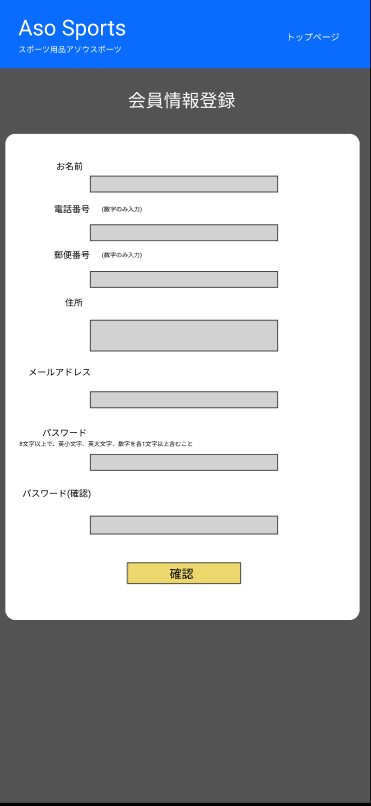 Aso Sports
スポーツ用品アソウスポーツ
トップページ
会員情報登録
お名前
電話番号 (数字のみ入力)
郵便番号 (数字のみ入力)
住所
メールアドレス
パスワード
8文字以上で、英小文字、英大文字、数字を各1文字以上含むこと
パスワード(確認)
確認